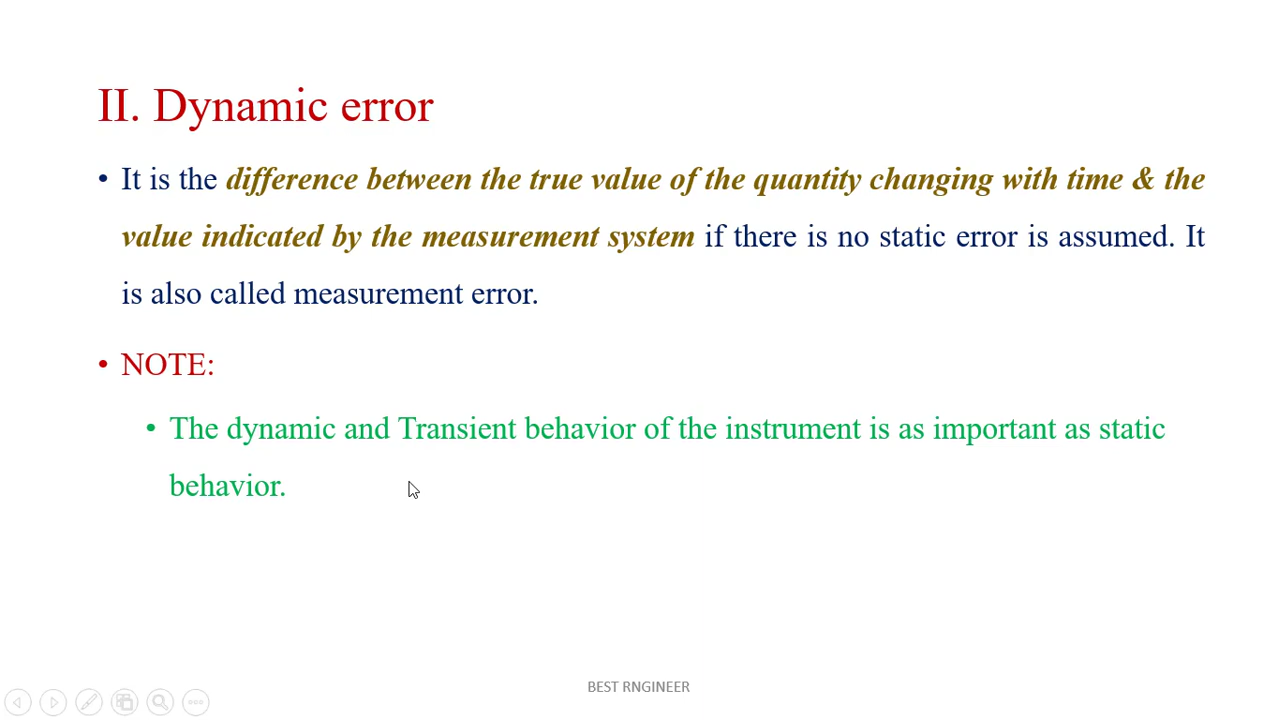 II. Dynamic error
• It is the difference between the true value of the quantity changing with time & the
value indicated by the measurement system if there is no static error is assumed. It
is also called measurement error.
• NOTE:
• The dynamic and Transient behavior of the instrument is as important as static
behavior.
BEST RNGINEER